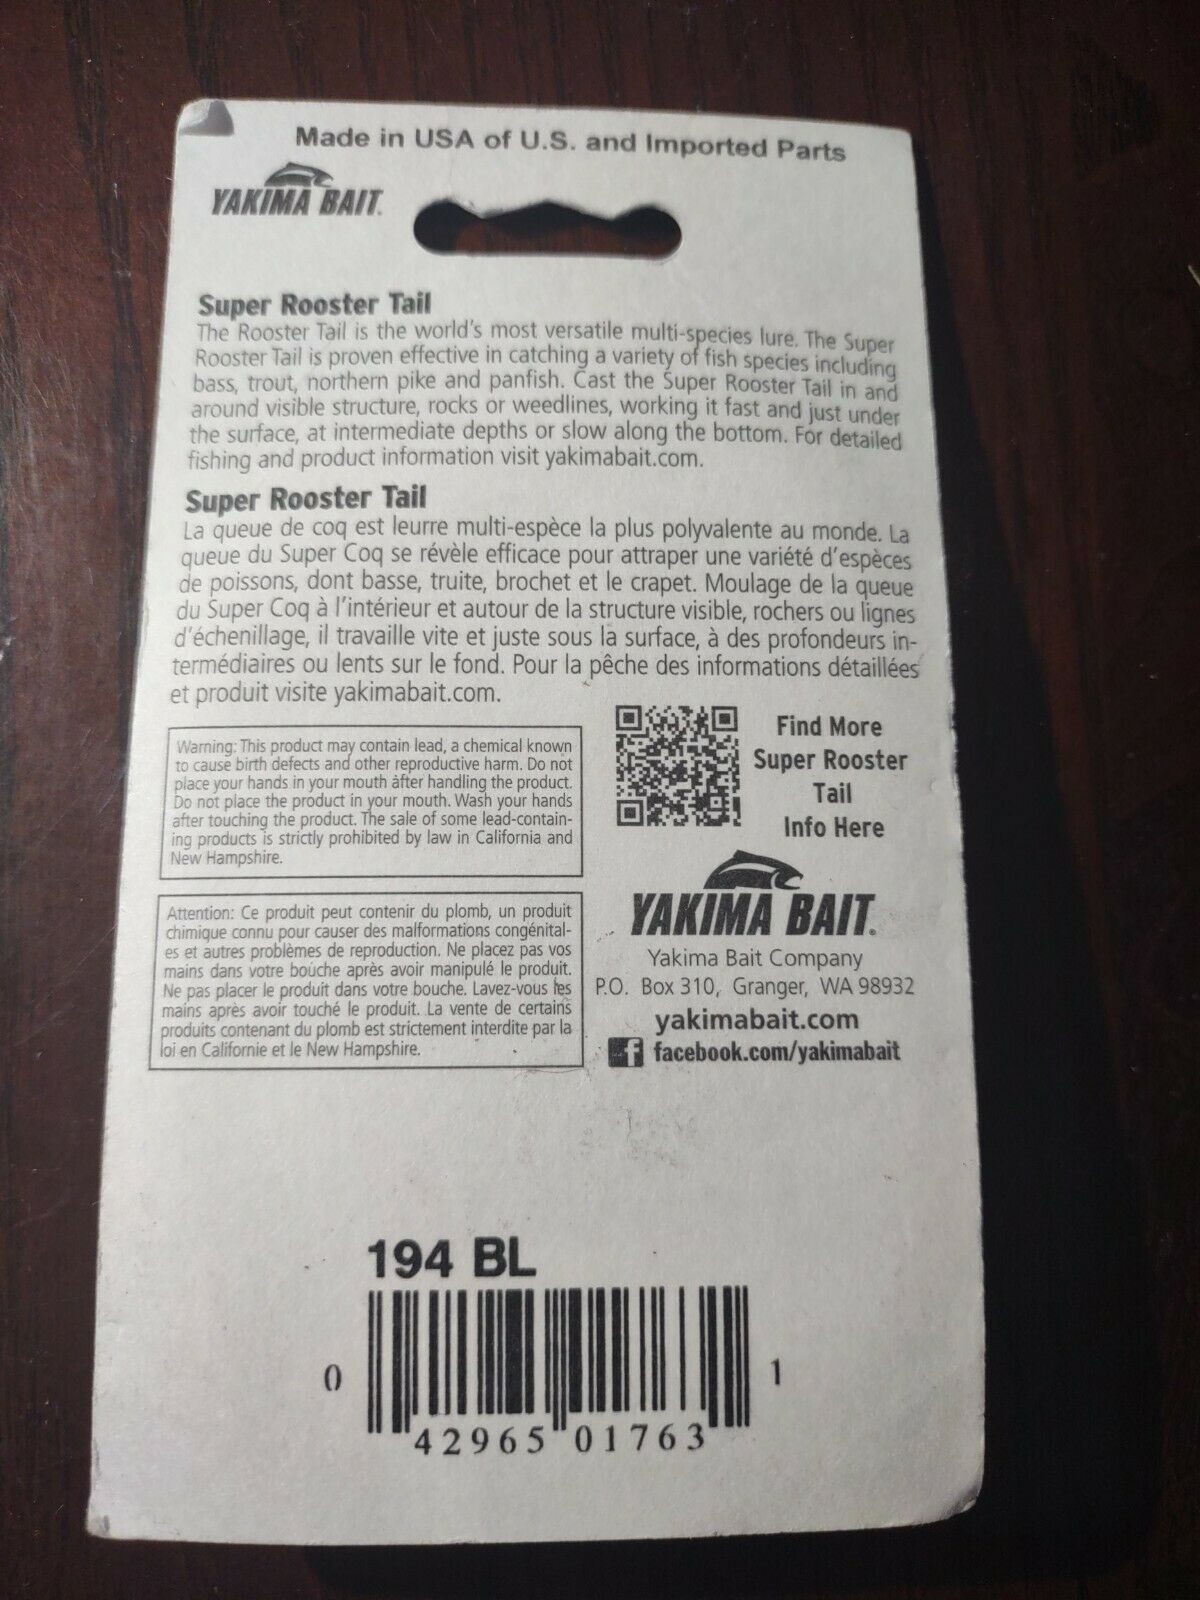 Made in USA of U.S. and Imported Parts
YAKIMA BAIT.
Super Rooster Tail
The Rooster Tail is the world's most versatile multi-species lure. The Super
Rooster Tail is proven effective in catching a variety of fish species including
bass, trout, northern pike and panfish. Cast the Super Rooster Tail in and
around visible structure, rocks or weedlines, working it fast and just under
the surface, at intermediate depths or slow along the bottom. For detailed
fishing and product information visit yakimabait.com.
Super Rooster Tail
La queue de coq est leurre multi-espèce la plus polyvalente au monde. La
queue du Super Coq se révèle efficace pour attraper une variété d'espèces
de poissons, dont basse, truite, brochet et le crapet. Moulage de la queue
du Super Coq à l'intérieur et autour de la structure visible, rochers ou lignes
d'échenillage, il travaille vite et juste sous la surface, à des profondeurs in-
termédiaires ou lents sur le fond. Pour la pêche des informations détaillées
et produit visite yakimabait.com.
Warning: This product may contain lead, a chemical known
to cause birth defects and other reproductive harm. Do not
place your hands in your mouth after handling the product.
Do not place the product in your mouth. Wash your hands
after touching the product. The sale of some lead-contain-
ing products is strictly prohibited by law in California and
New Hampshire.
Attention: Ce produit peut contenir du plomb, un produit
chimique connu pour causer des malformations congénital-
es et autres problèmes de reproduction. Ne placez pas vos
mains dans votre bouche après avoir manipulé le produit.
Ne pas placer le produit dans votre bouche. Lavez-vous les
mains après avoir touché le produit. La vente de certains
produits contenant du plomb est strictement interdite par la
loi en Californie et le New Hampshire.
Find More
Super Rooster
Tail
Info Here
YAKIMA BAIT.
Yakima Bait Company
P.O. Box 310, Granger, WA 98932
yakimabait.com
f facebook.com/yakimabait
194 BL
0 42965 01763 1